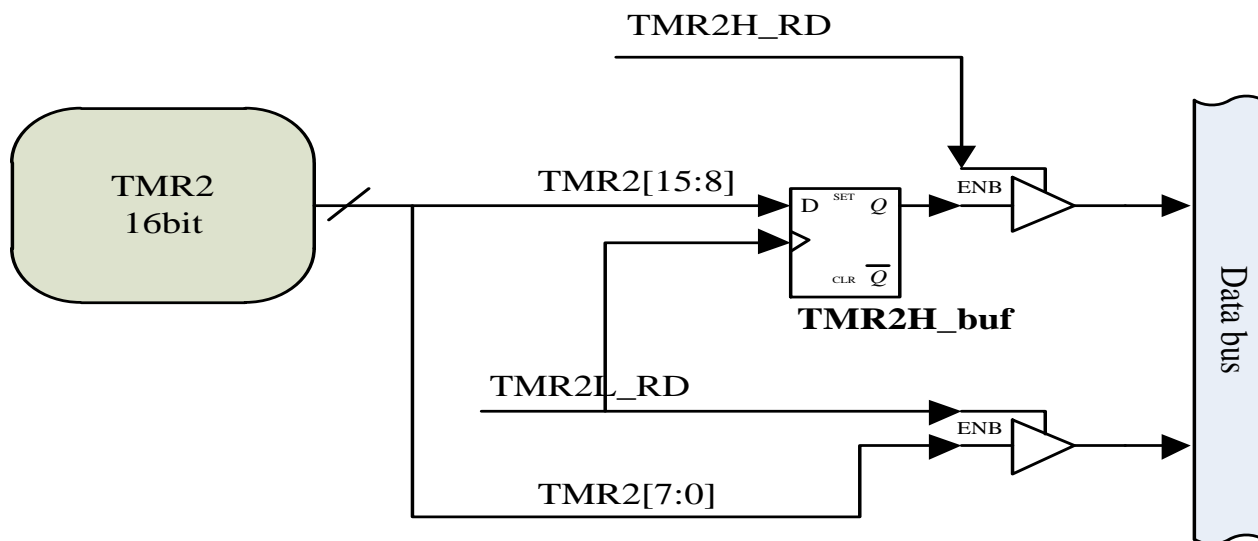 TMR2H_RD
TMR2
16bit
TMR2[15:8]
ENB
D SET Q
CLR Q
TMR2H_buf
TMR2L_RD
ENB
TMR2[7:0]
Data bus